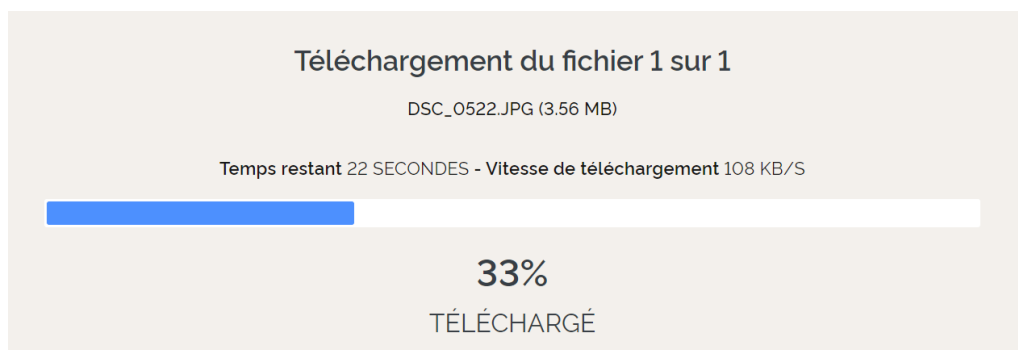 Téléchargement du fichier 1 sur 1
DSC_0522.JPG (3.56 MB)
Temps restant 22 SECONDES - Vitesse de téléchargement 108 KB/S
33%
TÉLÉCHARGÉ